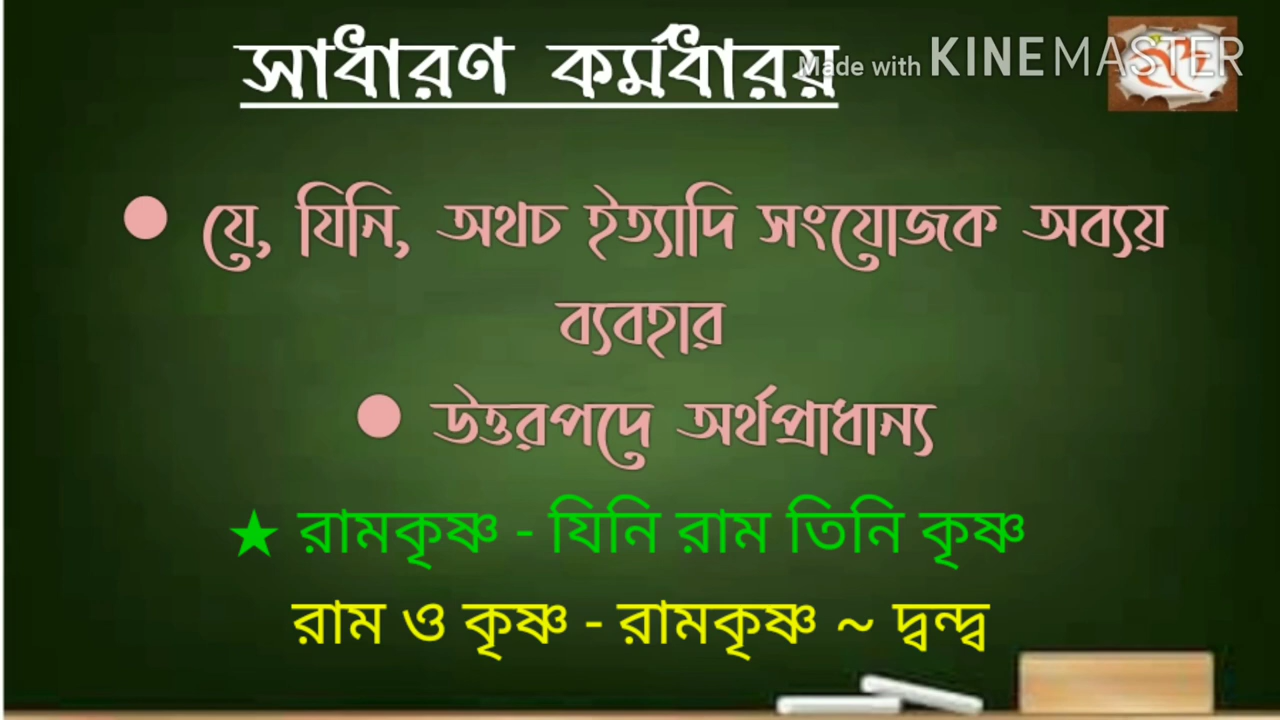 সাধারণ কর্মধারয়
Made with KINEMASTER
● যে, যিনি, অথচ ইত্যাদি সংযোজক অব্যয়
ব্যবহার
● উত্তরপদে অর্থপ্রাধান্য
★ রামকৃষ্ণ - যিনি রাম তিনি কৃষ্ণ
রাম ও কৃষ্ণ - রামকৃষ্ণ ~ দ্বন্দ্ব